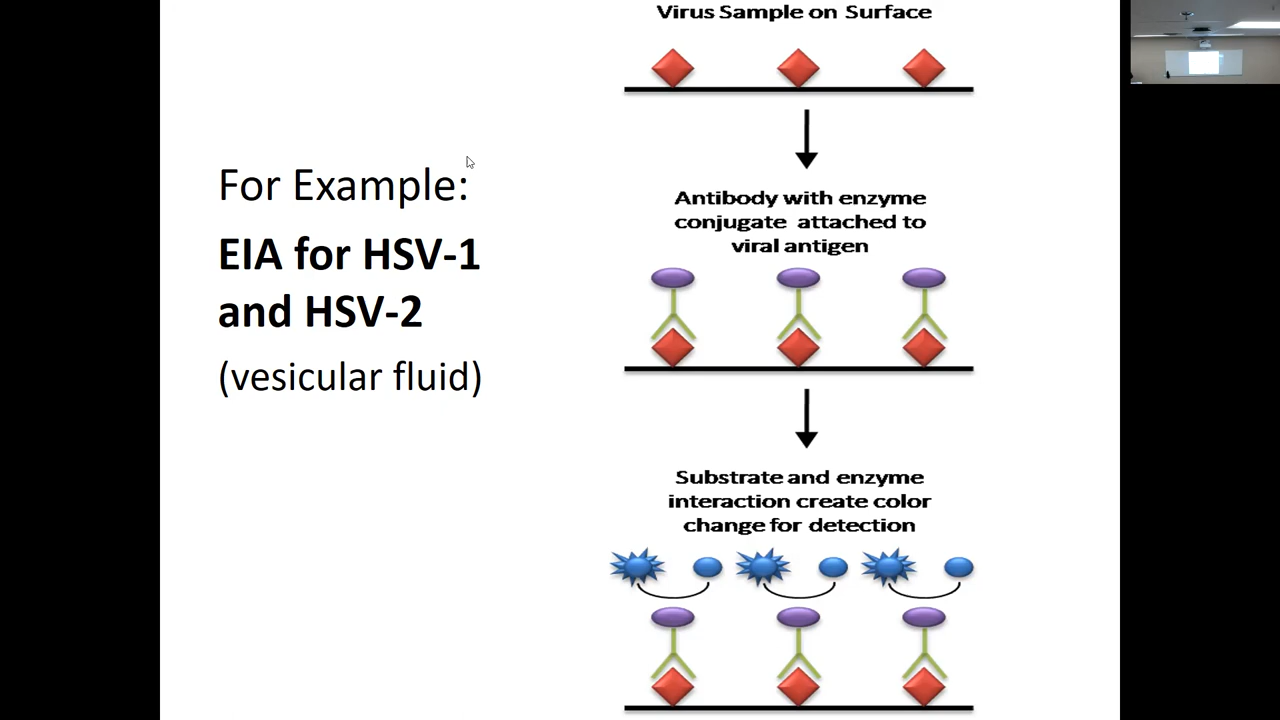 For Example:
EIA for HSV-1
and HSV-2
(vesicular fluid)
Virus Sample on Surface
Antibody with enzyme
conjugate attached to
viral antigen
Substrate and enzyme
interaction create color
change for detection